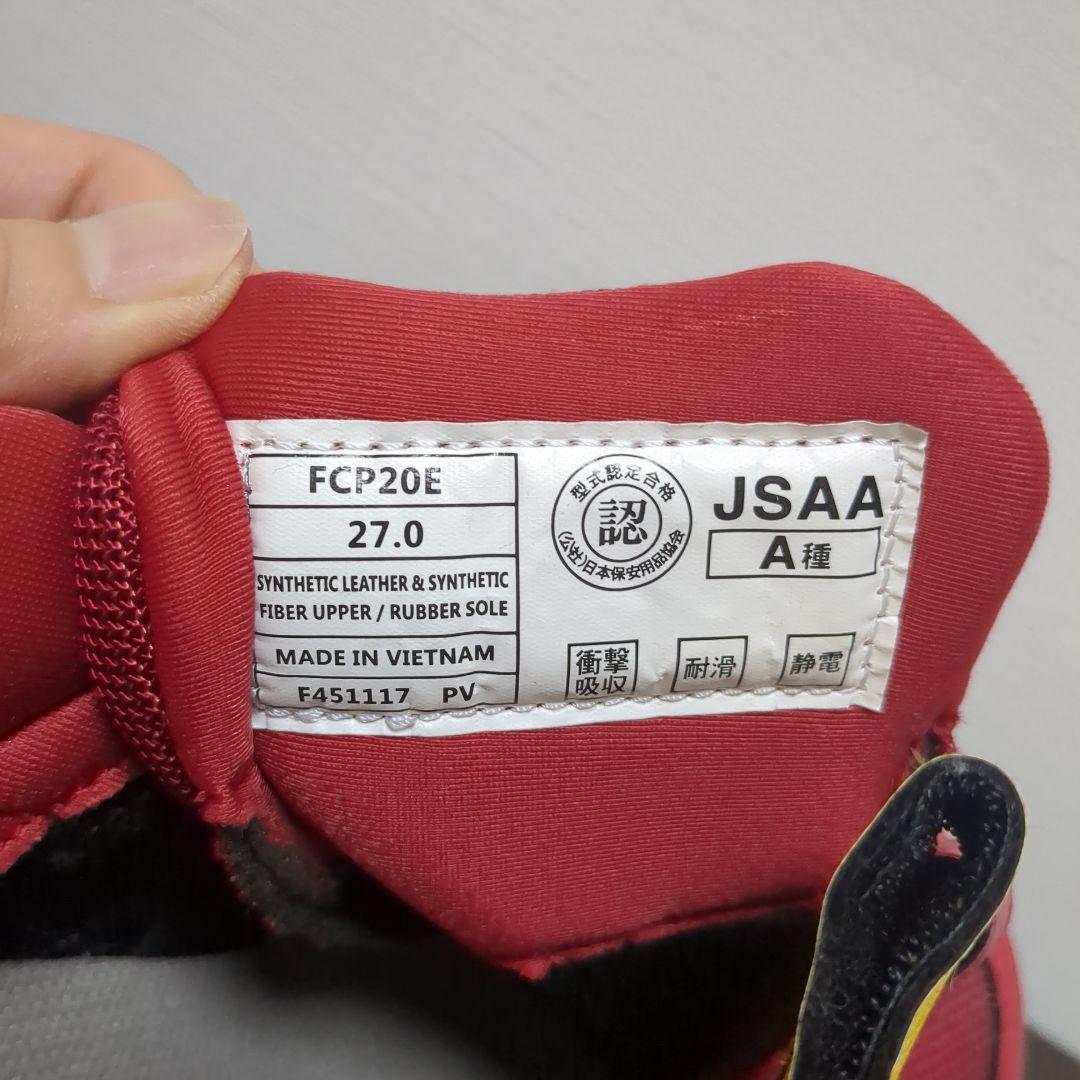 FCP20E
27.0
SYNTHETIC LEATHER & SYNTHETIC
FIBER UPPER / RUBBER SOLE
MADE IN VIETNAM
F451117 PV
型式認定合格
認
(公社)日本保安用品協会
JSAA
A種
衝撃
吸収
耐滑
静電